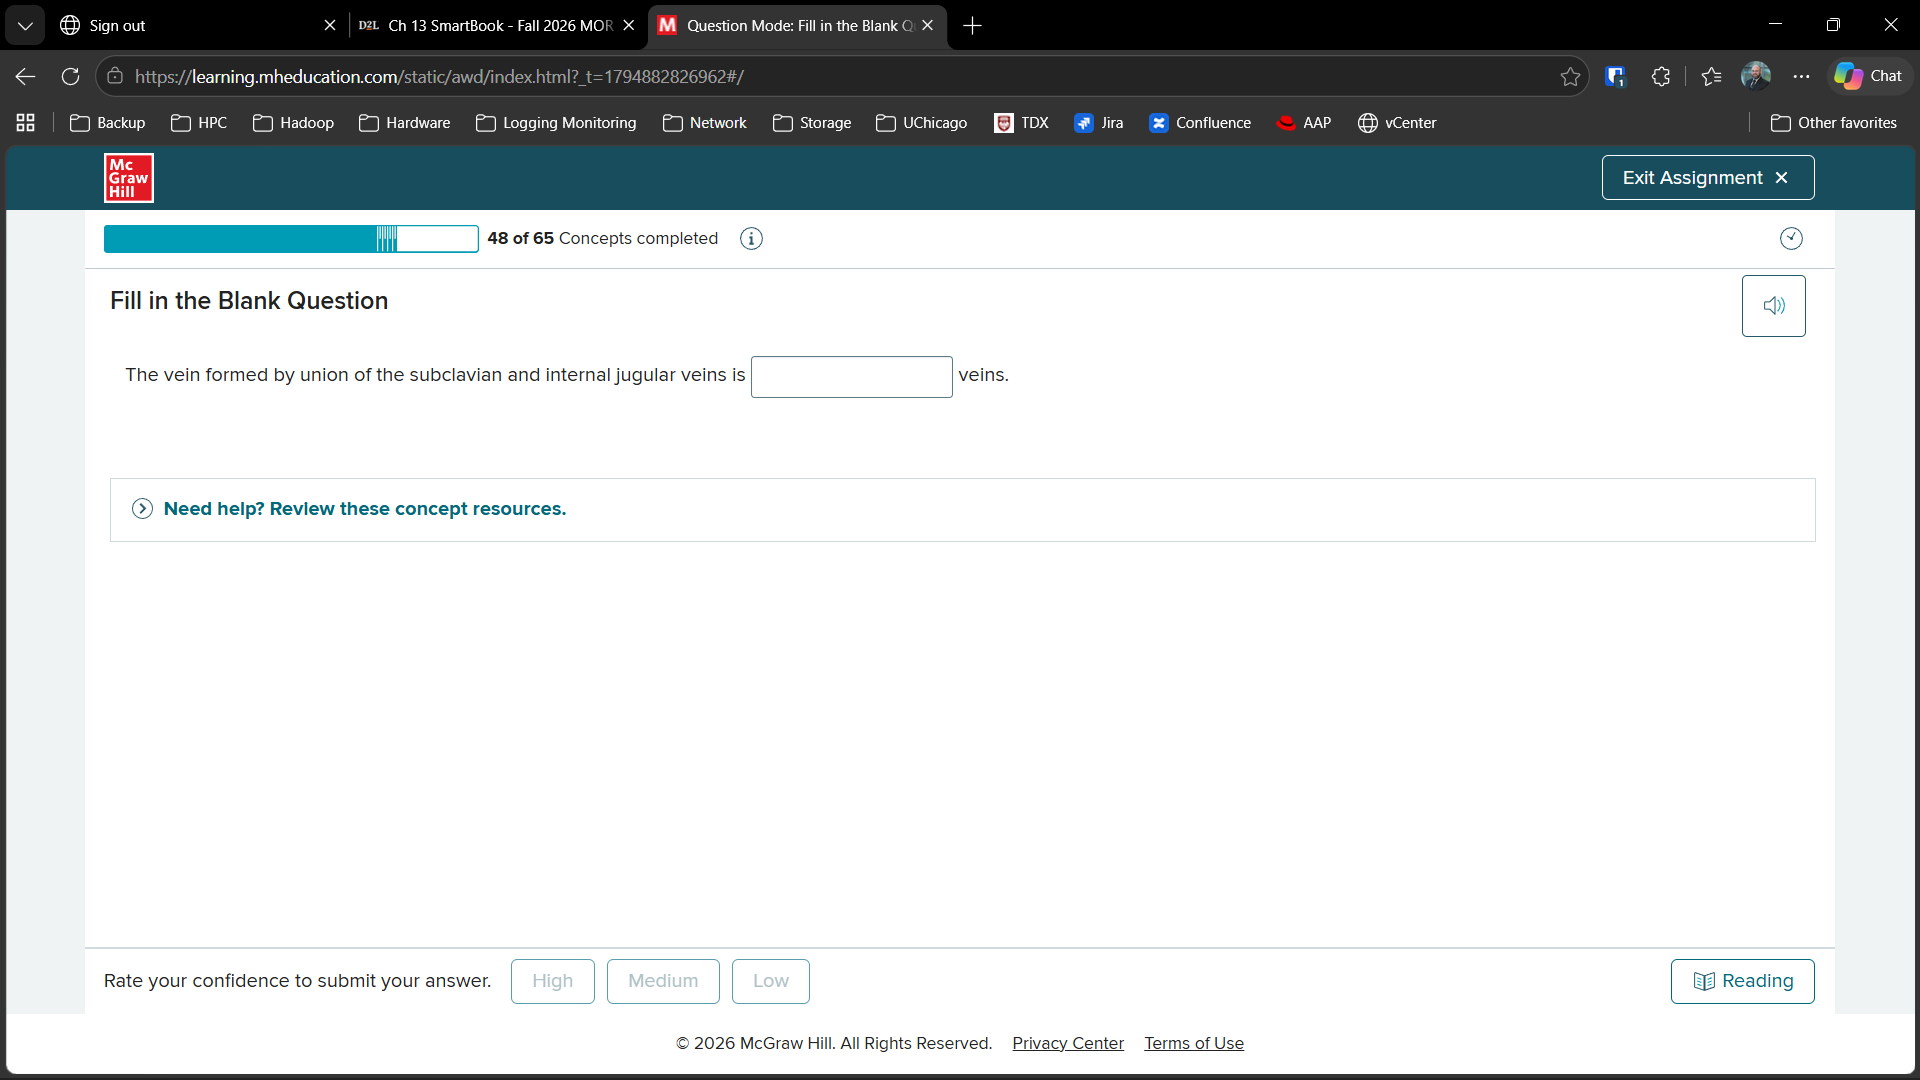 Sign out
D2L Ch 13 SmartBook - Fall 2026 MOR
M Question Mode: Fill in the Blank Q
https://learning.mheducation.com/static/awd/index.html?_t=1794882826962#/
1
Chat
Backup
HPC
Hadoop
Hardware
Logging Monitoring
Network
Storage
UChicago
TDX
Jira
Confluence
AAP
vCenter
Other favorites
Mc
Graw
Hill
Exit Assignment
48 of 65 Concepts completed
Fill in the Blank Question
The vein formed by union of the subclavian and internal jugular veins is veins.
Need help? Review these concept resources.
Rate your confidence to submit your answer.
High
Medium
Low
Reading
© 2026 McGraw Hill. All Rights Reserved. Privacy Center Terms of Use